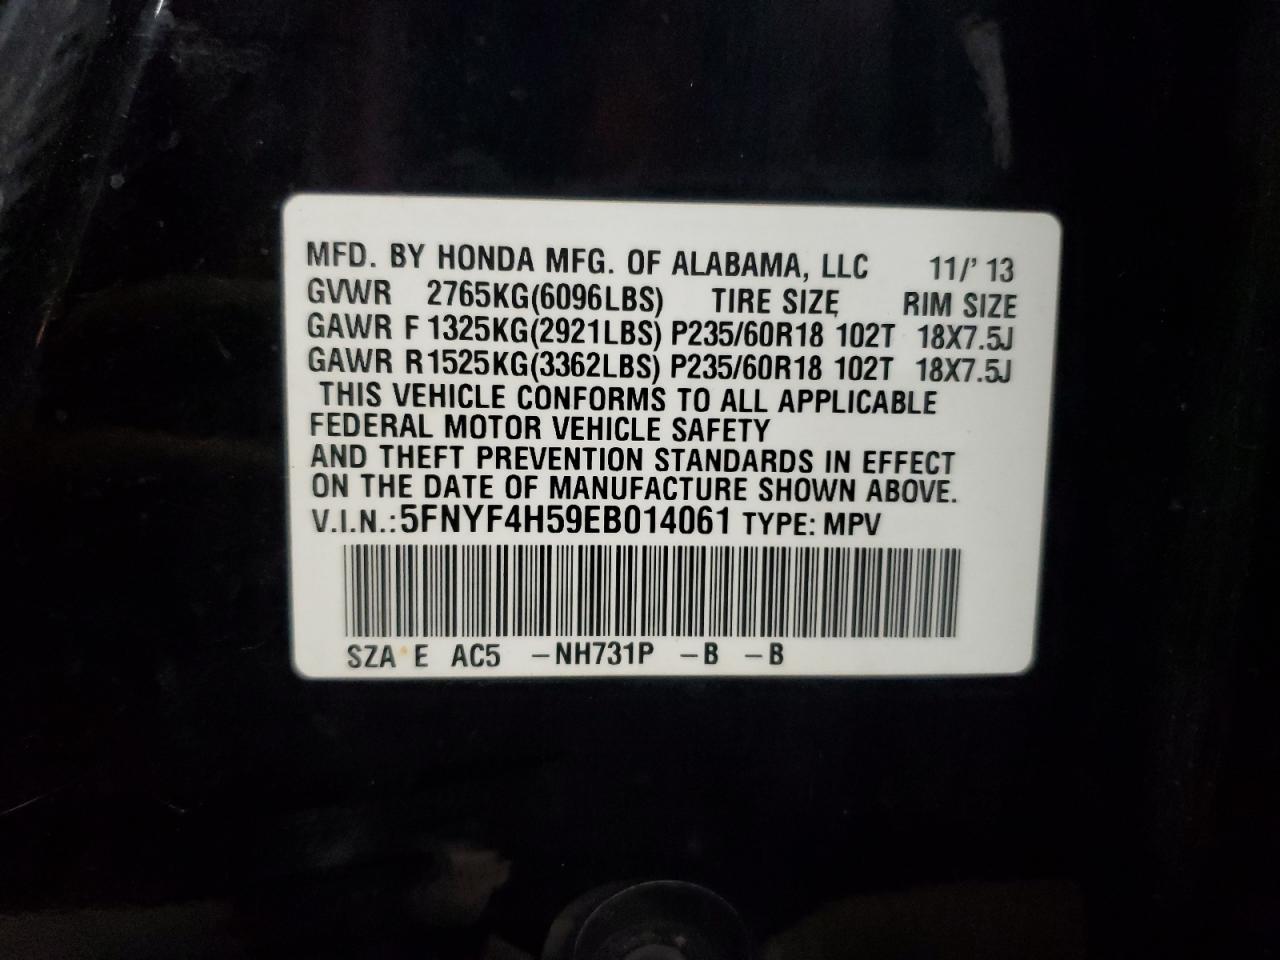 MFD. BY HONDA MFG. OF ALABAMA, LLC 11/' 13
GVWR 2765KG(6096LBS) TIRE SIZE RIM SIZE
GAWR F 1325KG(2921LBS) P235/60R18 102T 18X7.5J
GAWR R 1525KG(3362LBS) P235/60R18 102T 18X7.5J
THIS VEHICLE CONFORMS TO ALL APPLICABLE
FEDERAL MOTOR VEHICLE SAFETY
AND THEFT PREVENTION STANDARDS IN EFFECT
ON THE DATE OF MANUFACTURE SHOWN ABOVE.
V.I.N.: 5FNYF4H59EB014061 TYPE: MPV
SZA E AC5 -NH731P -B -B